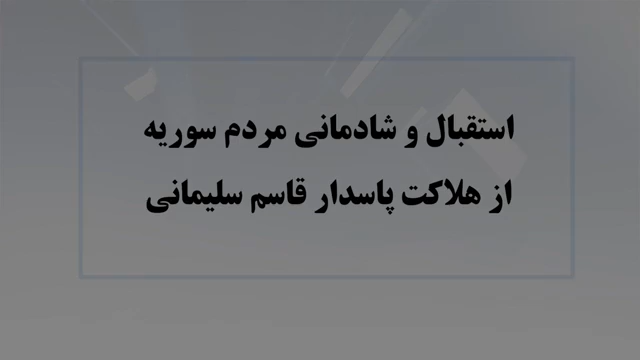 استقبال و شادمانی مردم سوریه
از هلاکت پاسدار قاسم سلیمانی